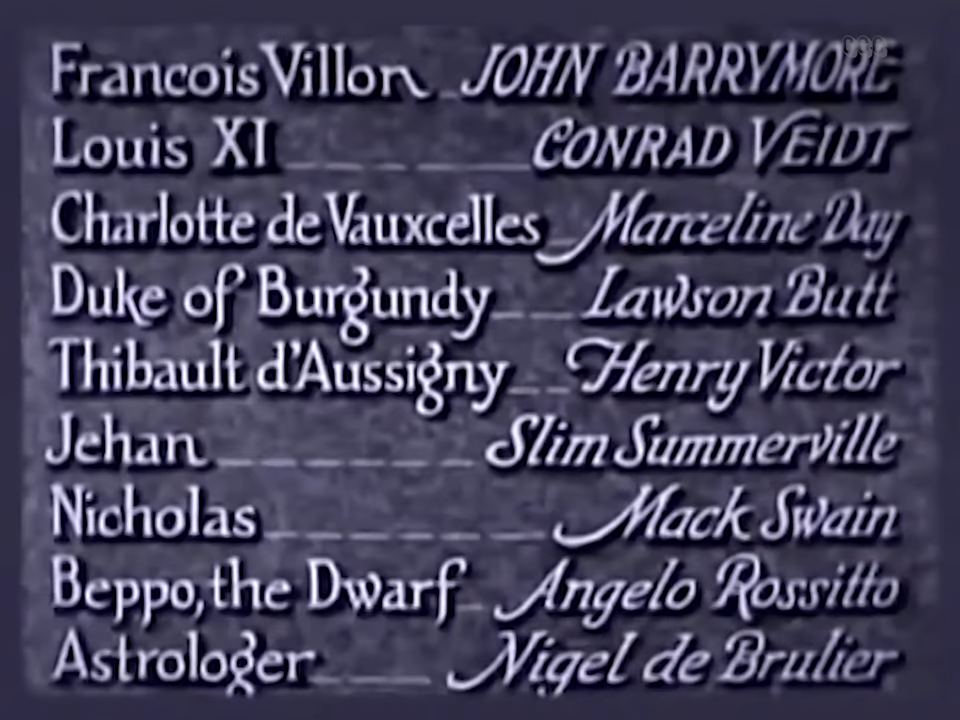 Francois Villon _ JOHN BARRYMORE
Louis XI _ _ _ _ _ CONRAD VEIDT
Charlotte de Vauxcelles _ Marceline Day
Duke of Burgundy _ _ Lawson Butt
Thibault d'Aussigny _ _ Henry Victor
Jehan _ _ _ _ _ _ Slim Summerville
Nicholas _ _ _ _ _ _ Mack Swain
Beppo, the Dwarf _ Angelo Rossitto
Astrologer _ _ _ Nigel de Brulier